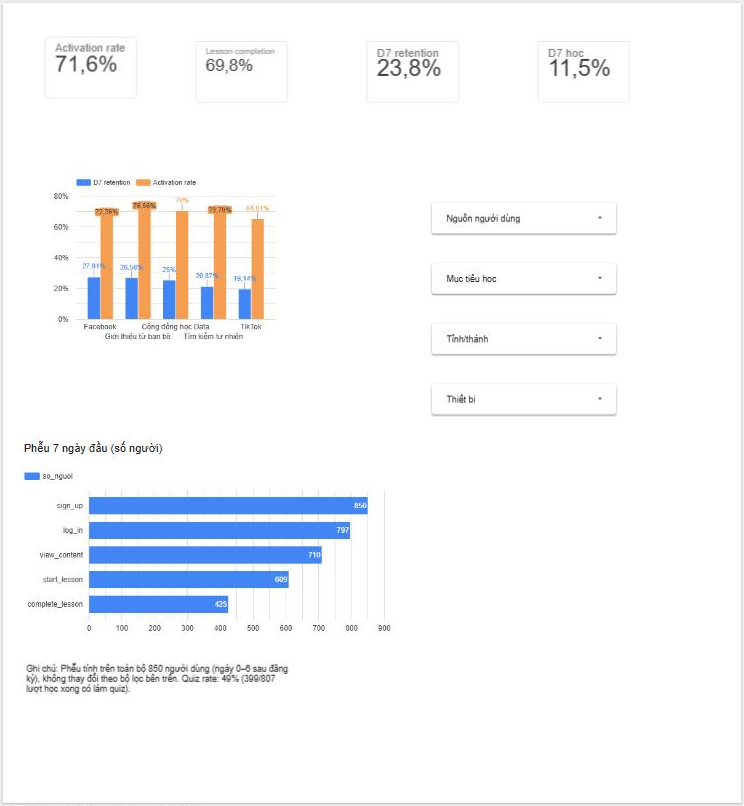 Activation rate
71,6%
Lesson completion
69,8%
D7 retention
23,8%
D7 hoc
11,5%
D7 retention
Activation rate
80%
60%
40%
20%
0%
72,26%
76,56%
70%
73,79%
64,81%
27,01%
26,56%
25%
20,87%
19,14%
Facebook
Cộng đồng học Data
TikTok
Giới thiệu từ bạn bè
Tìm kiếm tự nhiên
Nguồn người dùng
Mục tiêu học
Tỉnh/thành
Thiết bị
Phễu 7 ngày đầu (số người)
so_nguoi
sign_up
850
log_in
797
view_content
710
start_lesson
609
complete_lesson
425
0 100 200 300 400 500 600 700 800 900
Ghi chú: Phễu tính trên toàn bộ 850 người dùng (ngày 0–6 sau đăng
ký), không thay đổi theo bộ lọc bên trên. Quiz rate: 49% (399/807
lượt học xong có làm quiz).